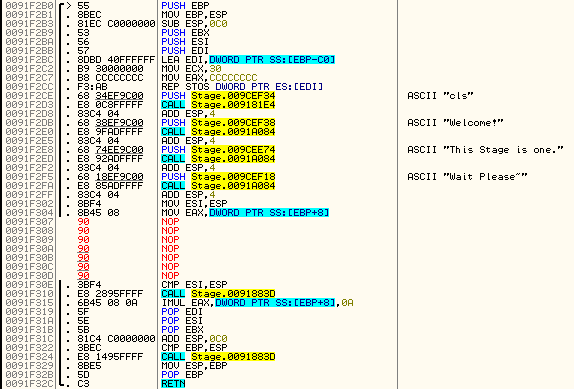 0091F2B0 > 55 PUSH EBP
0091F2B1 . 8BEC MOV EBP,ESP
0091F2B3 . 81EC C0000000 SUB ESP,0C0
0091F2B9 . 53 PUSH EBX
0091F2BA . 56 PUSH ESI
0091F2BB . 57 PUSH EDI
0091F2BC . 8DBD 40FFFFFF LEA EDI,DWORD PTR SS:[EBP-C0]
0091F2C2 . B9 30000000 MOV ECX,30
0091F2C7 . B8 CCCCCCCC MOV EAX,CCCCCCCC
0091F2CC . F3:AB REP STOS DWORD PTR ES:[EDI]
0091F2CE . 68 34EF9C00 PUSH Stage.009CEF34 ASCII "cls"
0091F2D3 . E8 0C8FFFFF CALL Stage.009181E4
0091F2D8 . 83C4 04 ADD ESP,4
0091F2DB . 68 38EF9C00 PUSH Stage.009CEF38 ASCII "Welcome!"
0091F2E0 . E8 9FADFFFF CALL Stage.0091A084
0091F2E5 . 83C4 04 ADD ESP,4
0091F2E8 . 68 74EE9C00 PUSH Stage.009CEE74 ASCII "This Stage is one."
0091F2ED . E8 92ADFFFF CALL Stage.0091A084
0091F2F2 . 83C4 04 ADD ESP,4
0091F2F5 . 68 18EF9C00 PUSH Stage.009CEF18 ASCII "Wait Please~"
0091F2FA . E8 85ADFFFF CALL Stage.0091A084
0091F2FF . 83C4 04 ADD ESP,4
0091F302 . 8BF4 MOV ESI,ESP
0091F304 . 8B45 08 MOV EAX,DWORD PTR SS:[EBP+8]
0091F307 90 NOP
0091F308 90 NOP
0091F309 90 NOP
0091F30A 90 NOP
0091F30B 90 NOP
0091F30C 90 NOP
0091F30D 90 NOP
0091F30E . 3BF4 CMP ESI,ESP
0091F310 . E8 2895FFFF CALL Stage.0091883D
0091F315 . 6B45 08 0A IMUL EAX,DWORD PTR SS:[EBP+8],0A
0091F319 . 5F POP EDI
0091F31A . 5E POP ESI
0091F31B . 5B POP EBX
0091F31C . 81C4 C0000000 ADD ESP,0C0
0091F322 . 3BEC CMP EBP,ESP
0091F324 . E8 1495FFFF CALL Stage.0091883D
0091F329 . 8BE5 MOV ESP,EBP
0091F32B . 5D POP EBP
0091F32C . C3 RETN